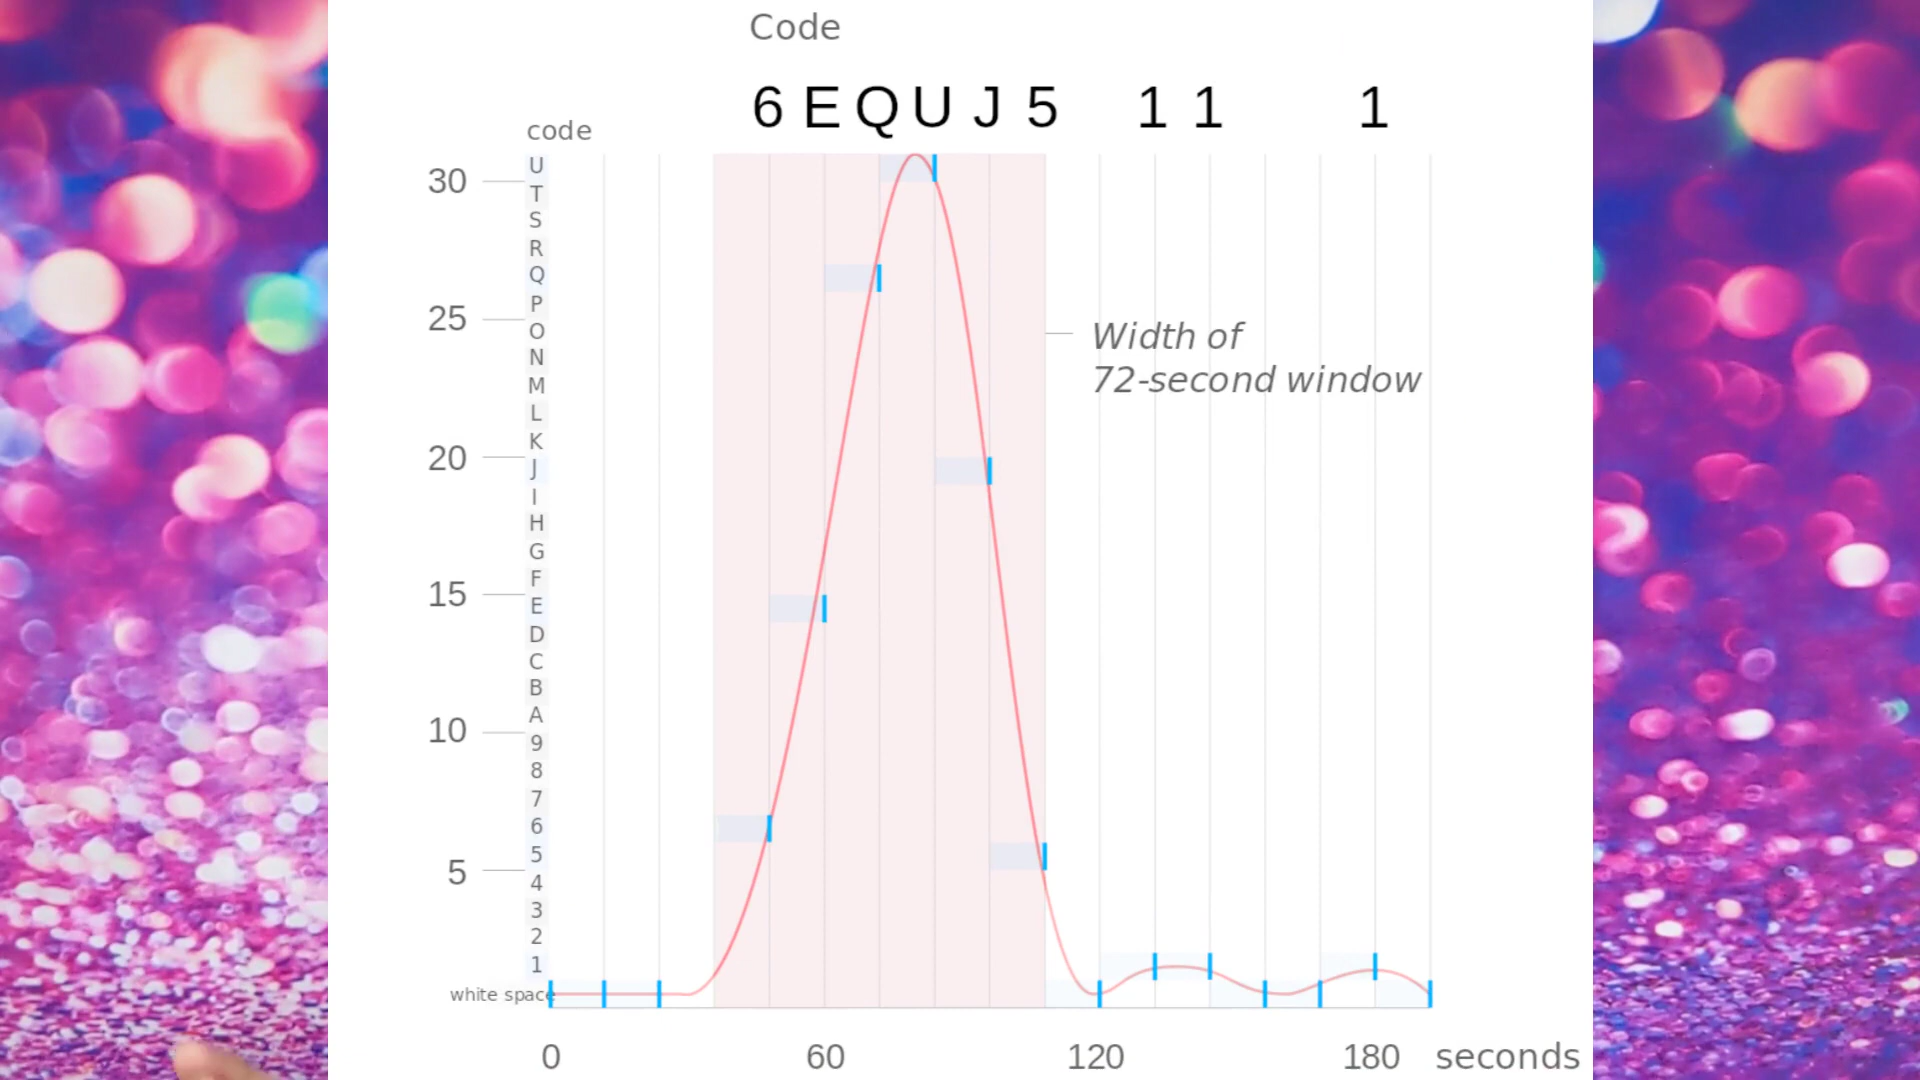 Code
6 E Q U J 5 1 1 1
code
30
25
20
15
10
5
U
T
S
R
Q
P
O
N
M
L
K
J
I
H
G
F
E
D
C
B
A
9
8
7
6
5
4
3
2
1
white space
Width of
72-second window
0 60 120 180 seconds